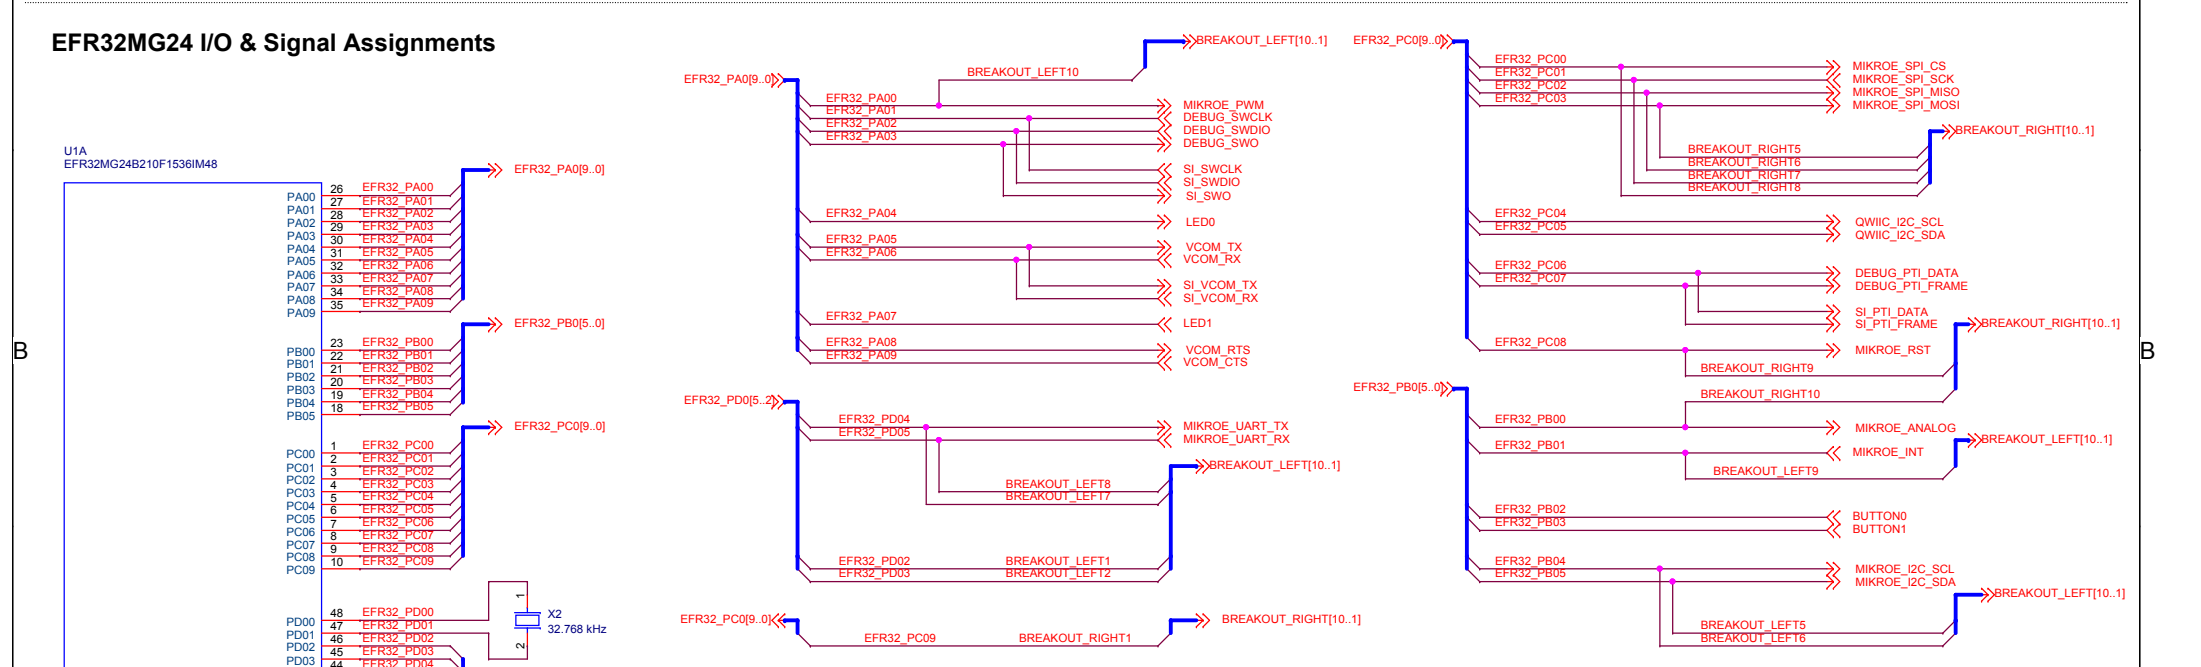 EFR32MG24 I/O & Signal Assignments
B
B
U1A
EFR32MG24B210F1536IM48
PA00 26 EFR32_PA00
PA01 27 EFR32_PA01
PA02 28 EFR32_PA02
PA03 29 EFR32_PA03
PA04 30 EFR32_PA04
PA05 31 EFR32_PA05
PA06 32 EFR32_PA06
PA07 33 EFR32_PA07
PA08 34 EFR32_PA08
PA09 35 EFR32_PA09
EFR32_PA0[9..0]
PB00 23 EFR32_PB00
PB01 22 EFR32_PB01
PB02 21 EFR32_PB02
PB03 20 EFR32_PB03
PB04 19 EFR32_PB04
PB05 18 EFR32_PB05
EFR32_PB0[5..0]
PC00 1 EFR32_PC00
PC01 2 EFR32_PC01
PC02 3 EFR32_PC02
PC03 4 EFR32_PC03
PC04 5 EFR32_PC04
PC05 6 EFR32_PC05
PC06 7 EFR32_PC06
PC07 8 EFR32_PC07
PC08 9 EFR32_PC08
PC09 10 EFR32_PC09
EFR32_PC0[9..0]
PD00 48 EFR32_PD00
PD01 47 EFR32_PD01
PD02 46 EFR32_PD02
PD03 45 EFR32_PD03
44 EFR32_PD04
1
2
X2
32.768 kHz
EFR32_PA0[9..0]
BREAKOUT_LEFT10
BREAKOUT_LEFT[10..1]
EFR32_PA00 MIKROE_PWM
EFR32_PA01 DEBUG_SWCLK
EFR32_PA02 DEBUG_SWDIO
EFR32_PA03 DEBUG_SWO
SI_SWCLK
SI_SWDIO
SI_SWO
EFR32_PA04 LED0
EFR32_PA05 VCOM_TX
EFR32_PA06 VCOM_RX
SI_VCOM_TX
SI_VCOM_RX
EFR32_PA07 LED1
EFR32_PA08 VCOM_RTS
EFR32_PA09 VCOM_CTS
EFR32_PD0[5..2]
EFR32_PD04 MIKROE_UART_TX
EFR32_PD05 MIKROE_UART_RX
BREAKOUT_LEFT[10..1]
BREAKOUT_LEFT8
BREAKOUT_LEFT7
EFR32_PD02 BREAKOUT_LEFT1
EFR32_PD03 BREAKOUT_LEFT2
EFR32_PC0[9..0]
EFR32_PC09 BREAKOUT_RIGHT1
BREAKOUT_RIGHT[10..1]
EFR32_PC0[9..0]
EFR32_PC00 MIKROE_SPI_CS
EFR32_PC01 MIKROE_SPI_SCK
EFR32_PC02 MIKROE_SPI_MISO
EFR32_PC03 MIKROE_SPI_MOSI
BREAKOUT_RIGHT[10..1]
BREAKOUT_RIGHT5
BREAKOUT_RIGHT6
BREAKOUT_RIGHT7
BREAKOUT_RIGHT8
EFR32_PC04 QWIIC_I2C_SCL
EFR32_PC05 QWIIC_I2C_SDA
EFR32_PC06 DEBUG_PTI_DATA
EFR32_PC07 DEBUG_PTI_FRAME
SI_PTI_DATA
SI_PTI_FRAME
BREAKOUT_RIGHT[10..1]
EFR32_PC08 MIKROE_RST
BREAKOUT_RIGHT9
EFR32_PB0[5..0]
BREAKOUT_RIGHT10
EFR32_PB00 MIKROE_ANALOG
EFR32_PB01 MIKROE_INT
BREAKOUT_LEFT[10..1]
BREAKOUT_LEFT9
EFR32_PB02 BUTTON0
EFR32_PB03 BUTTON1
EFR32_PB04 MIKROE_I2C_SCL
EFR32_PB05 MIKROE_I2C_SDA
BREAKOUT_LEFT[10..1]
BREAKOUT_LEFT5
BREAKOUT_LEFT6